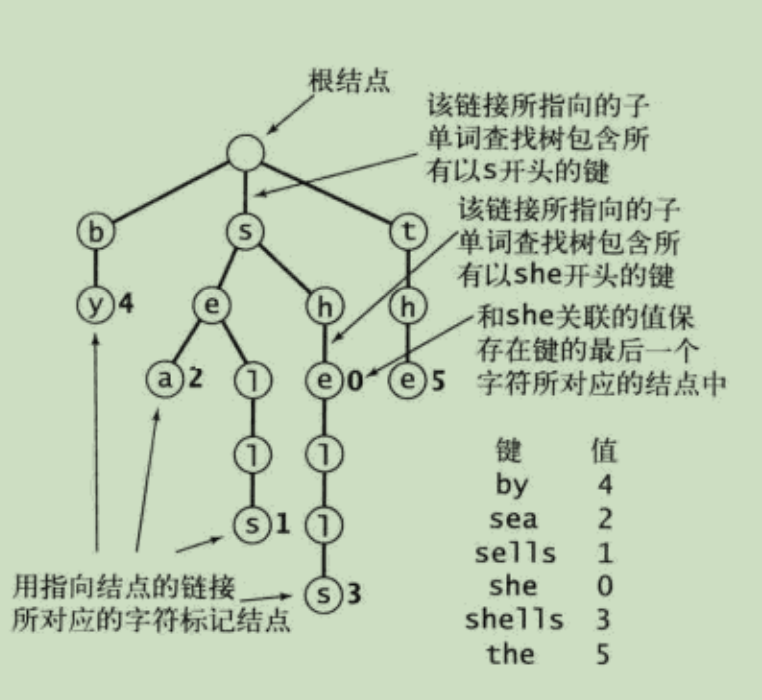 根结点
该链接所指向的子
单词查找树包含所
有以s开头的键
该链接所指向的子
单词查找树包含所
有以she开头的键
b
s
t
y 4
e
h
h
和she关联的值保
存在键的最后一个
字符所对应的结点中
a 2
l
e 0
e 5
l
l
s 1
l
s 3
用指向结点的链接
所对应的字符标记结点
键 值
by 4
sea 2
sells 1
she 0
shells 3
the 5